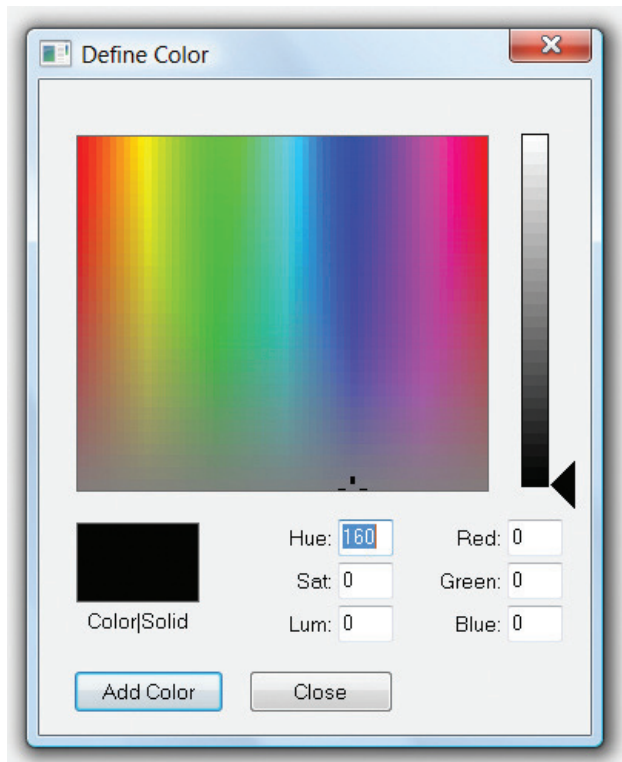 Define Color
Hue: 160 Red: 0
Sat: 0 Green: 0
Color|Solid Lum: 0 Blue: 0
Add Color Close